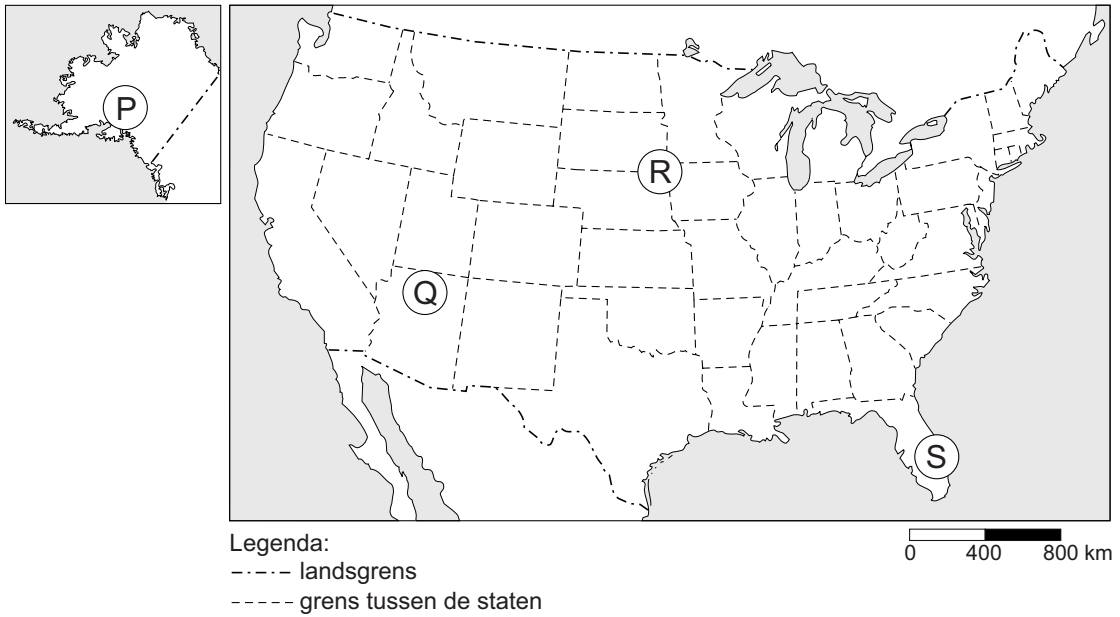 P
R
Q
S
Legenda:
landsgrens
grens tussen de staten
0 400 800 km